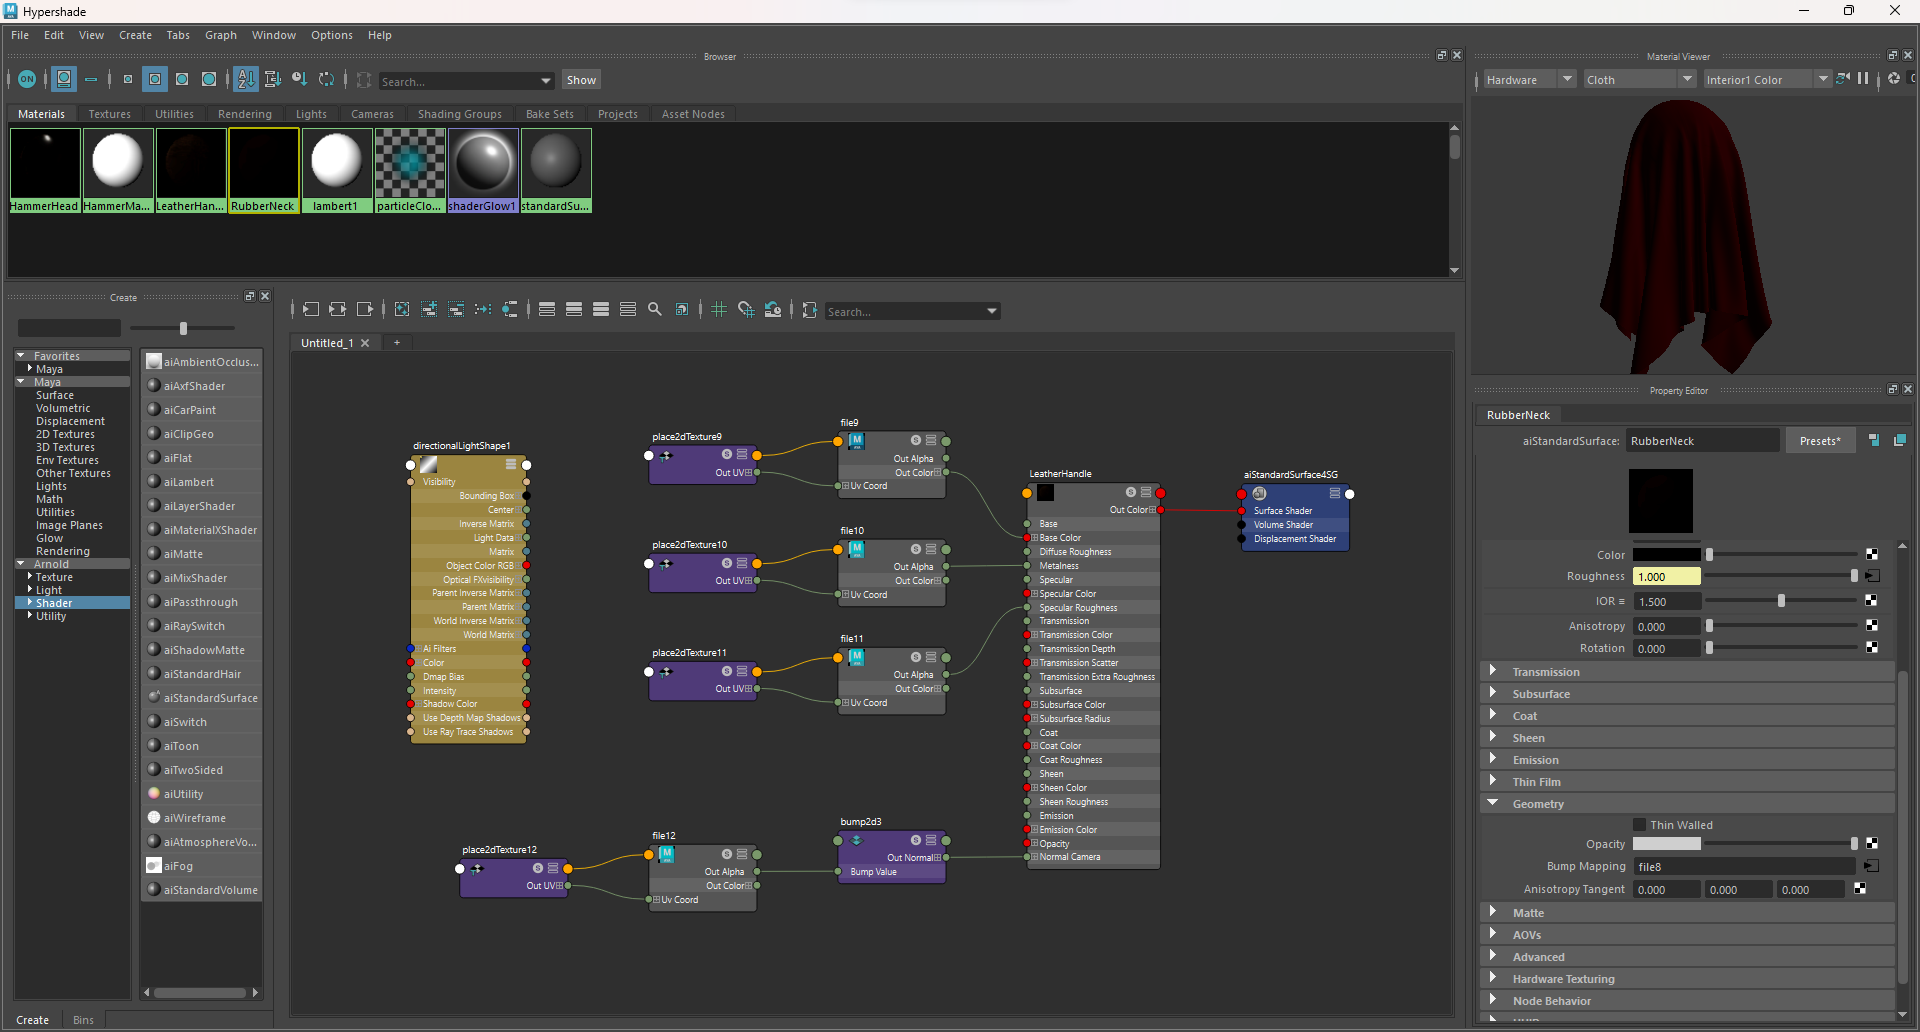 Hypershade
File Edit View Create Tabs Graph Window Options Help
Browser
ON
Search...
Show
Materials Textures Utilities Rendering Lights Cameras Shading Groups Bake Sets Projects Asset Nodes
HammerHead HammerMa... LeatherHan... RubberNeck lambert1 particleClo... shaderGlow1 standardSu...
Material Viewer
Hardware Cloth Interior1 Color
Create
Favorites
Maya
Maya
Surface
Volumetric
Displacement
2D Textures
3D Textures
Env Textures
Other Textures
Lights
Math
Utilities
Image Planes
Glow
Rendering
Arnold
Texture
Light
Shader
Utility
aiAmbientOcclus...
aiAxfShader
aiCarPaint
aiClipGeo
aiFlat
aiLambert
aiLayerShader
aiMaterialXShader
aiMatte
aiMixShader
aiPassthrough
aiRaySwitch
aiShadowMatte
aiStandardHair
aiStandardSurface
aiSwitch
aiToon
aiTwoSided
aiUtility
aiWireframe
aiAtmosphereVo...
aiFog
aiStandardVolume
Create Bins
Search...
Untitled_1 +
directionalLightShape1
Visibility
Bounding Box
Center
Inverse Matrix
Light Data
Matrix
Object Color RGB
Optical FXvisibility
Parent Inverse Matrix
Parent Matrix
World Inverse Matrix
World Matrix
Ai Filters
Color
Dmap Bias
Intensity
Shadow Color
Use Depth Map Shadows
Use Ray Trace Shadows
place2dTexture9
Out UV
file9
Out Alpha
Out Color
Uv Coord
place2dTexture10
Out UV
file10
Out Alpha
Out Color
Uv Coord
place2dTexture11
Out UV
file11
Out Alpha
Out Color
Uv Coord
place2dTexture12
Out UV
file12
Out Alpha
Out Color
Uv Coord
bump2d3
Out Normal
Bump Value
LeatherHandle
Out Color
Base
Base Color
Diffuse Roughness
Metalness
Specular
Specular Color
Specular Roughness
Transmission
Transmission Color
Transmission Depth
Transmission Scatter
Transmission Extra Roughness
Subsurface
Subsurface Color
Subsurface Radius
Coat
Coat Color
Coat Roughness
Sheen
Sheen Color
Sheen Roughness
Emission
Emission Color
Opacity
Normal Camera
aiStandardSurface4SG
Surface Shader
Volume Shader
Displacement Shader
Property Editor
RubberNeck
aiStandardSurface: RubberNeck Presets*
Color
Roughness 1.000
IOR 1.500
Anisotropy 0.000
Rotation 0.000
Transmission
Subsurface
Coat
Sheen
Emission
Thin Film
Geometry
Thin Walled
Opacity
Bump Mapping file8
Anisotropy Tangent 0.000 0.000 0.000
Matte
AOVs
Advanced
Hardware Texturing
Node Behavior